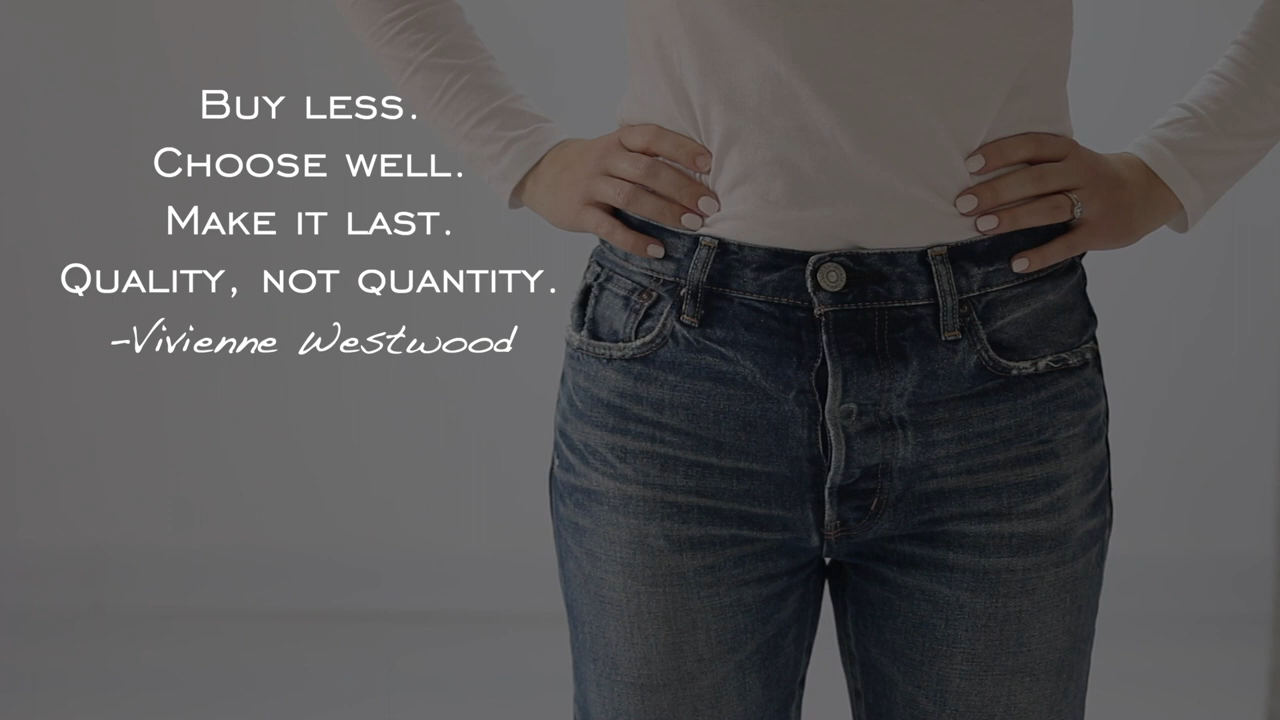 Buy less.
Choose well.
Make it last.
Quality, not quantity.
-Vivienne Westwood